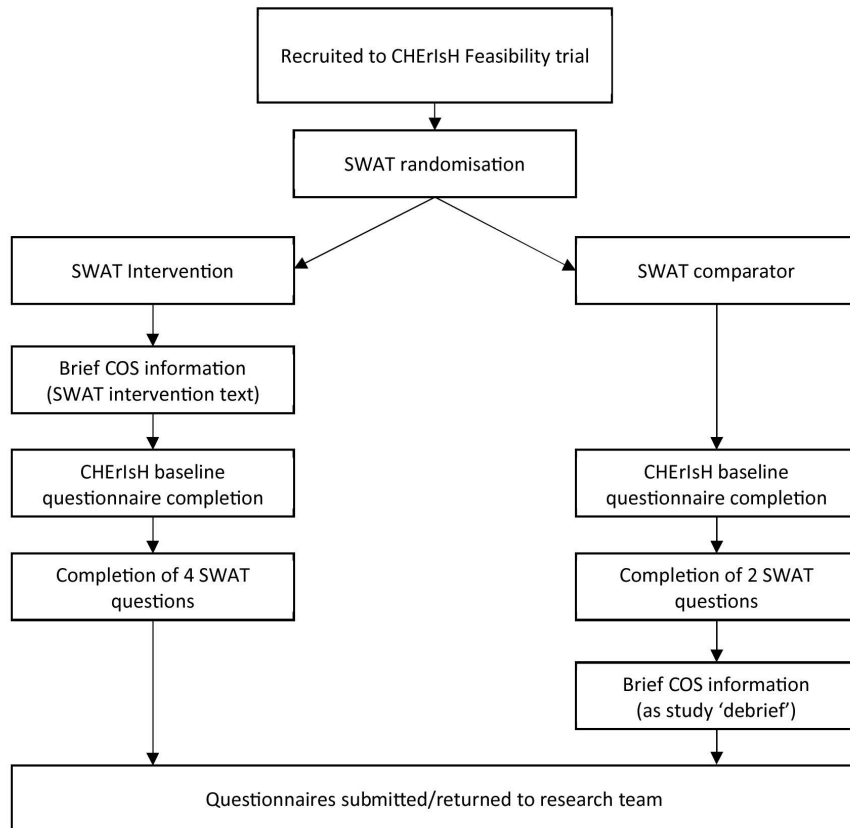 Recruited to CHErIsH Feasibility trial
SWAT randomisation
SWAT Intervention
SWAT comparator
Brief COS information
(SWAT intervention text)
CHErIsH baseline
questionnaire completion
CHErIsH baseline
questionnaire completion
Completion of 4 SWAT
questions
Completion of 2 SWAT
questions
Brief COS information
(as study ‘debrief’)
Questionnaires submitted/returned to research team